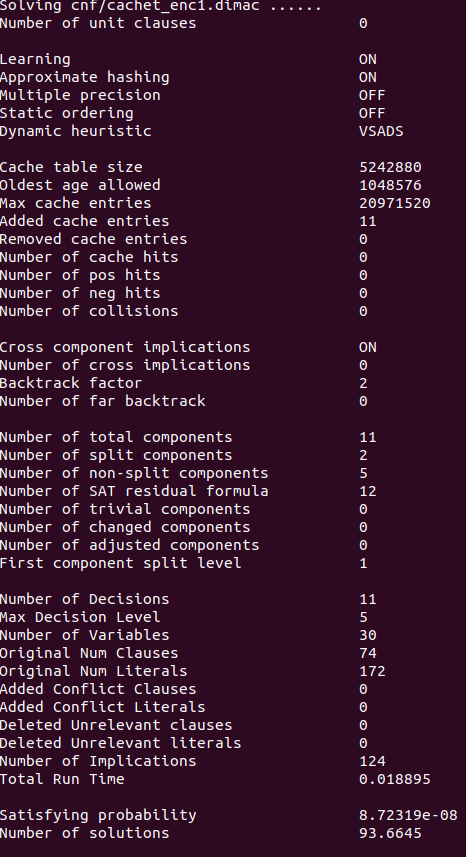 Solving cnf/cachet_enc1.dimac ......
Number of unit clauses 0
Learning ON
Approximate hashing ON
Multiple precision OFF
Static ordering OFF
Dynamic heuristic VSADS
Cache table size 5242880
Oldest age allowed 1048576
Max cache entries 20971520
Added cache entries 11
Removed cache entries 0
Number of cache hits 0
Number of pos hits 0
Number of neg hits 0
Number of collisions 0
Cross component implications ON
Number of cross implications 0
Backtrack factor 2
Number of far backtrack 0
Number of total components 11
Number of split components 2
Number of non-split components 5
Number of SAT residual formula 12
Number of trivial components 0
Number of changed components 0
Number of adjusted components 0
First component split level 1
Number of Decisions 11
Max Decision Level 5
Number of Variables 30
Original Num Clauses 74
Original Num Literals 172
Added Conflict Clauses 0
Added Conflict Literals 0
Deleted Unrelevant clauses 0
Deleted Unrelevant literals 0
Number of Implications 124
Total Run Time 0.018895
Satisfying probability 8.72319e-08
Number of solutions 93.6645